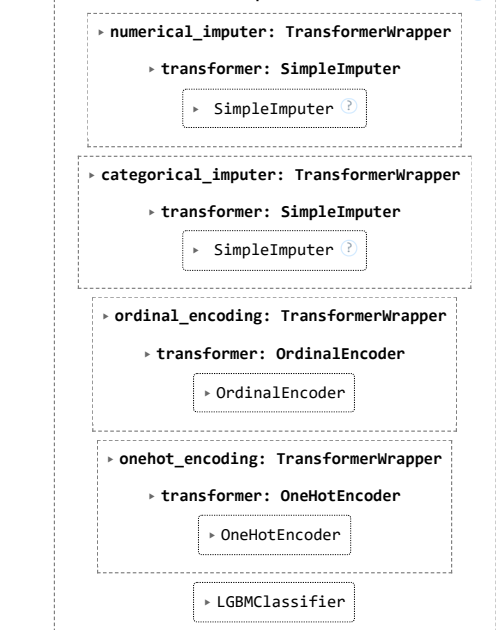 numerical_imputer: TransformerWrapper
transformer: SimpleImputer
SimpleImputer ?
categorical_imputer: TransformerWrapper
transformer: SimpleImputer
SimpleImputer ?
ordinal_encoding: TransformerWrapper
transformer: OrdinalEncoder
OrdinalEncoder
onehot_encoding: TransformerWrapper
transformer: OneHotEncoder
OneHotEncoder
LGBMClassifier